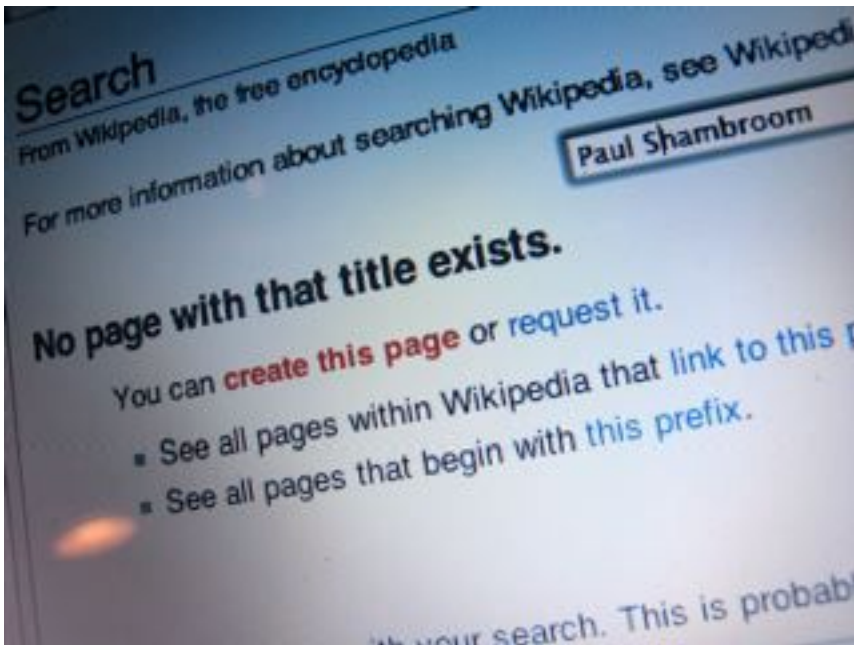 Search
From Wikipedia, the free encyclopedia
For more information about searching Wikipedia, see
Paul Shambroom
No page with that title exists.
You can create this page or request it.
See all pages within Wikipedia that link to this
See all pages that begin with this prefix.
your search. This is